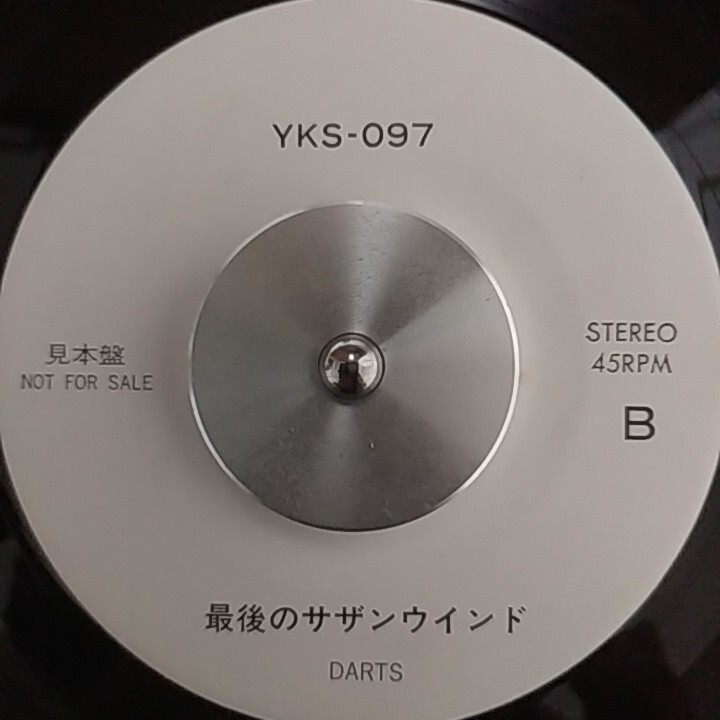 YKS-097
見本盤
NOT FOR SALE
STEREO
45RPM
B
最後のサザンウインド
DARTS